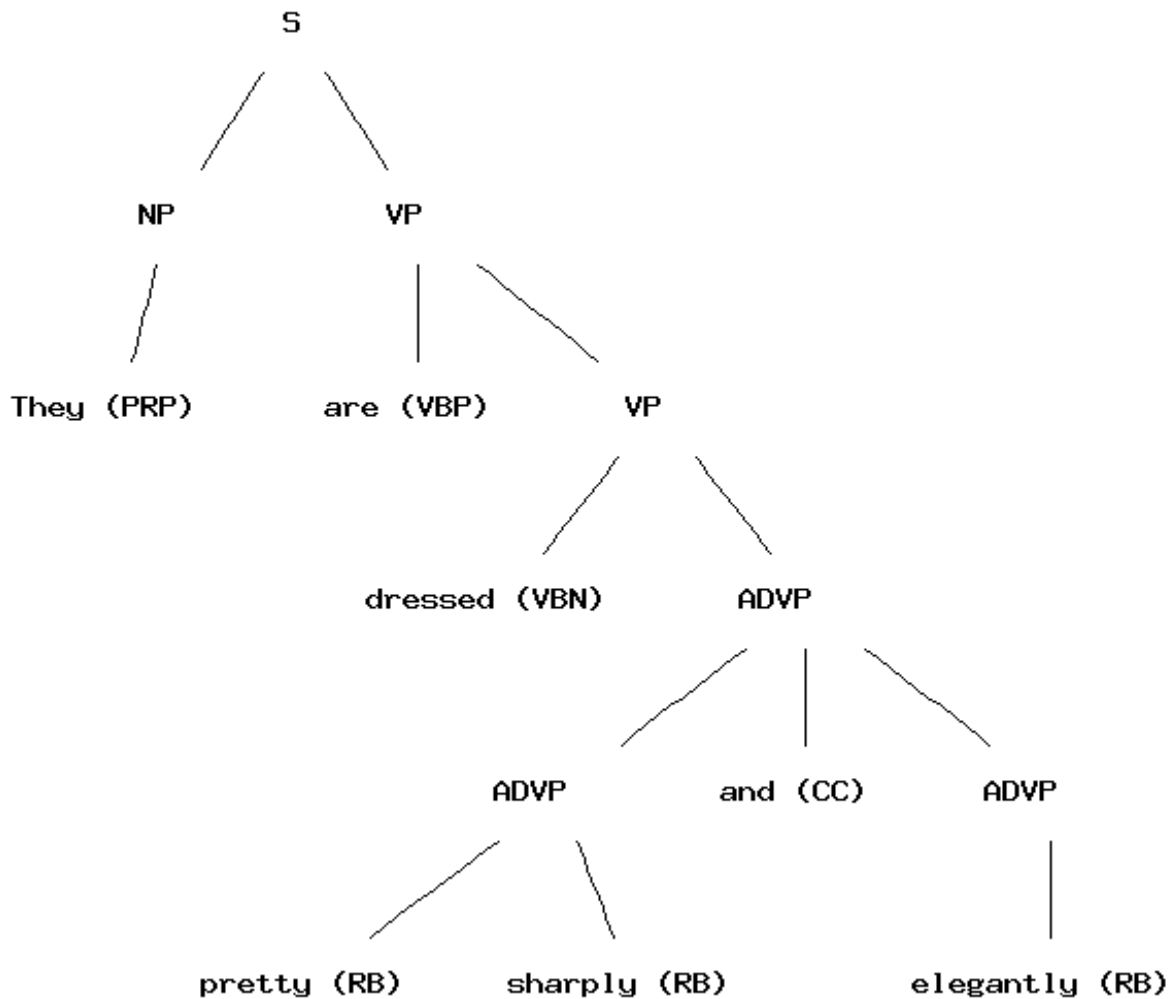 S
NP VP
They (PRP) are (VBP) VP
dressed (VBN) ADVP
ADVP and (CC) ADVP
pretty (RB) sharply (RB) elegantly (RB)